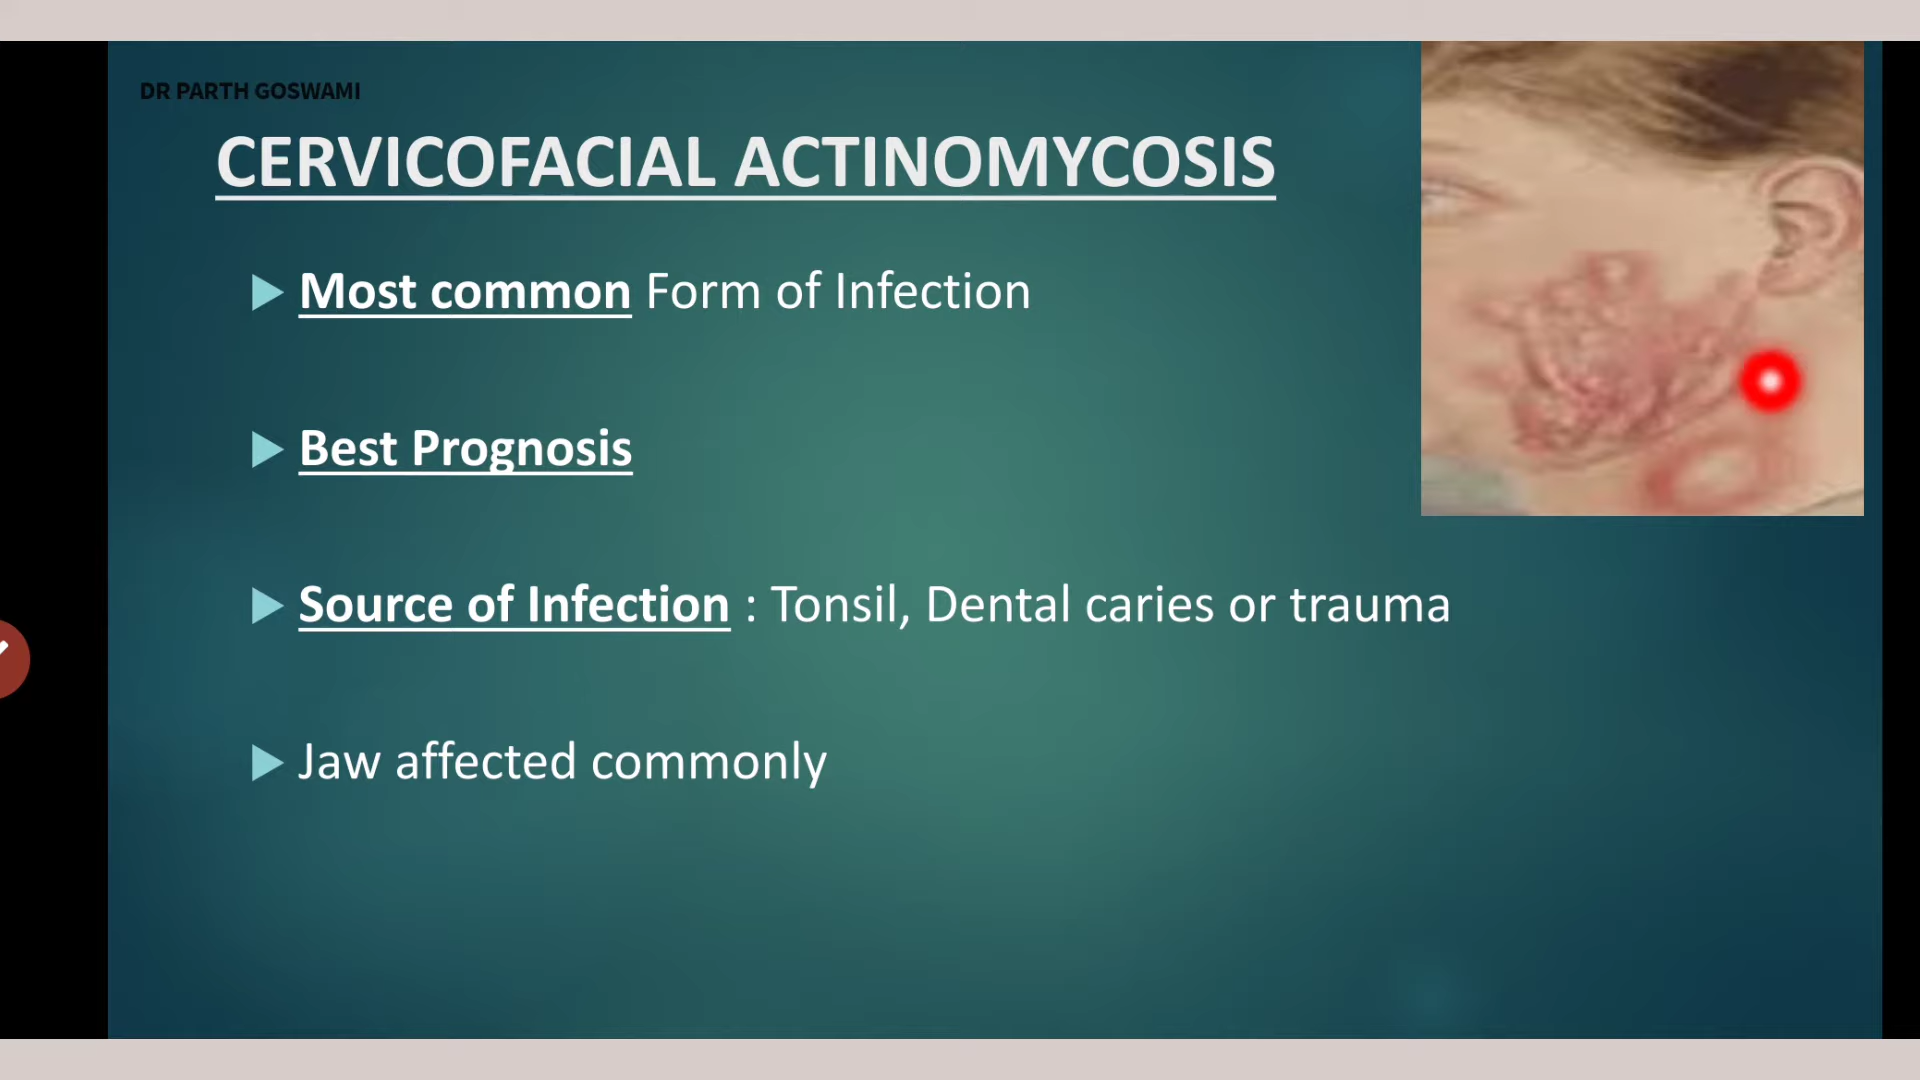 DR PARTH GOSWAMI
CERVICOFACIAL ACTINOMYCOSIS
Most common Form of Infection
Best Prognosis
Source of Infection : Tonsil, Dental caries or trauma
Jaw affected commonly